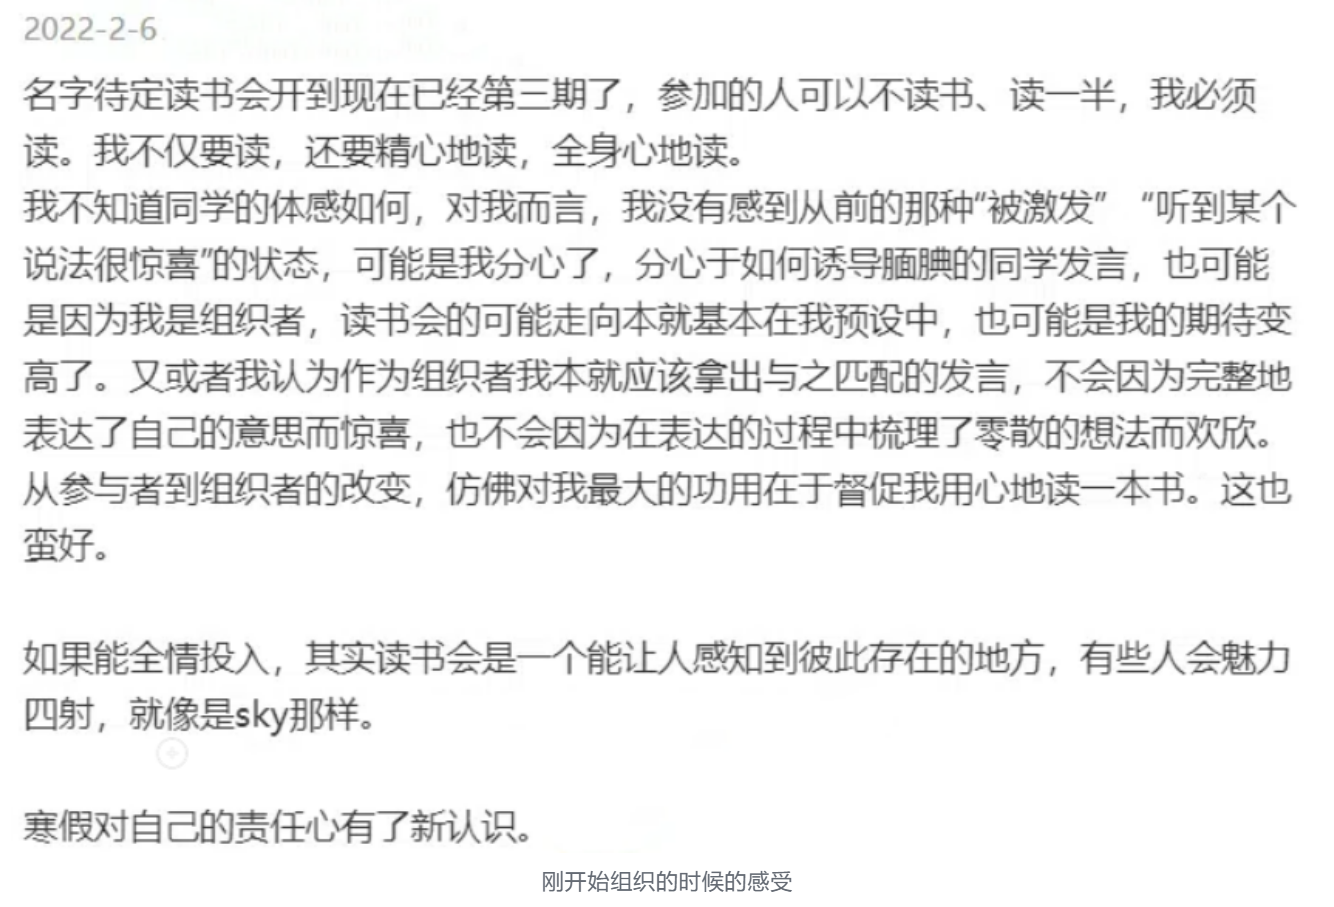 2022-2-6
名字待定读书会开到现在已经第三期了，参加的人可以不读书、读一半，我必须
读。我不仅要读，还要精心地读，全身心地读。
我不知道同学的体感如何，对我而言，我没有感到从前的那种“被激发” “听到某个
说法很惊喜”的状态，可能是我分心了，分心于如何诱导腼腆的同学发言，也可能
是因为我是组织者，读书会的可能走向本就基本在我预设中，也可能是我的期待变
高了。又或者我认为作为组织者我本就应该拿出与之匹配的发言，不会因为完整地
表达了自己的意思而惊喜，也不会因为在表达的过程中梳理了零散的想法而欢欣。
从参与者到组织者的改变，仿佛对我最大的功用在于督促我用心地读一本书。这也
蛮好。
如果能全情投入，其实读书会是一个能让人感知到彼此存在的地方，有些人会魅力
四射，就像是sky那样。
寒假对自己的责任心有了新认识。
刚开始组织的时候的感受